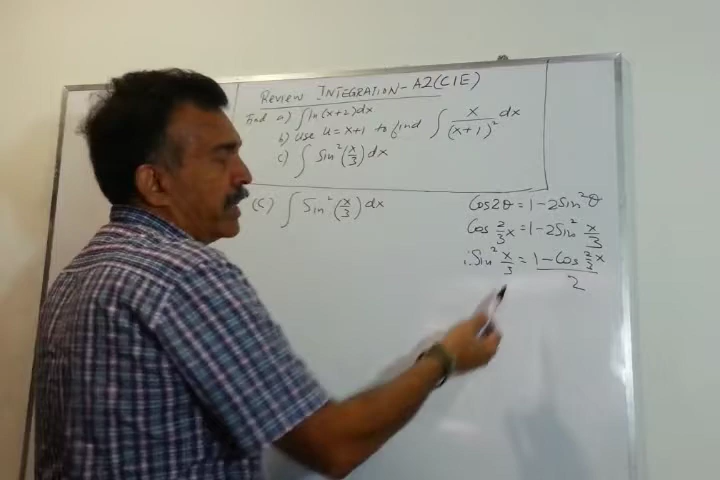 Review INTEGRATION - A2(CIE)
Find a) ∫ ln(x+2)dx
b) use u = x+1 to find ∫ x/(x+1)² dx
c) ∫ Sin²(x/3)dx
(C) ∫ Sin²(x/3)dx
Cos2θ = 1 - 2Sin²θ
Cos 2/3 x = 1 - 2Sin² x/3
∴ Sin² x/3 = (1 - Cos 2/3 x)/2